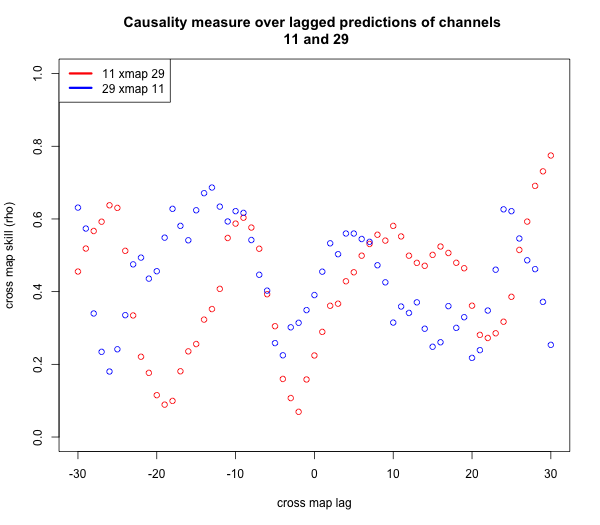 Causality measure over lagged predictions of channels
11 and 29
11 xmap 29
29 xmap 11
cross map skill (rho)
1.0
0.8
0.6
0.4
0.2
0.0
-30 -20 -10 0 10 20 30
cross map lag